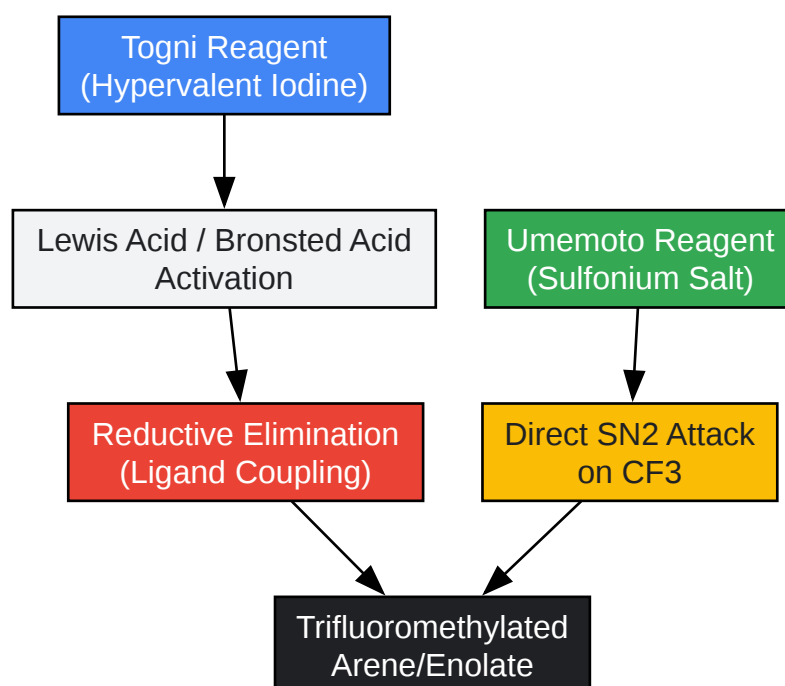 Togni Reagent
(Hypervalent Iodine)
Lewis Acid / Bronsted Acid
Activation
Umemoto Reagent
(Sulfonium Salt)
Reductive Elimination
(Ligand Coupling)
Direct SN2 Attack
on CF3
Trifluoromethylated
Arene/Enolate